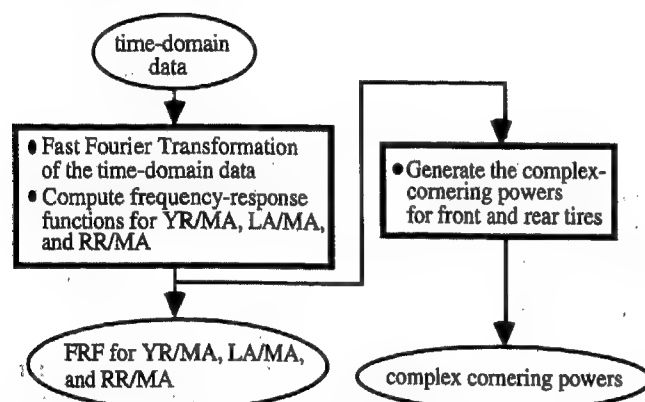 time-domain
data
● Fast Fourier Transformation
of the time-domain data
● Compute frequency-response
functions for YR/MA, LA/MA,
and RR/MA
● Generate the complex-
cornering powers
for front and rear tires
FRF for YR/MA, LA/MA,
and RR/MA
complex cornering powers